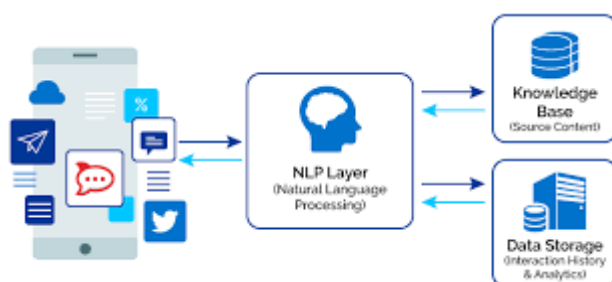 %
NLP Layer
(Natural Language
Processing)
Knowledge
Base
(Source Content)
Data Storage
(Interaction History
& Analytics)